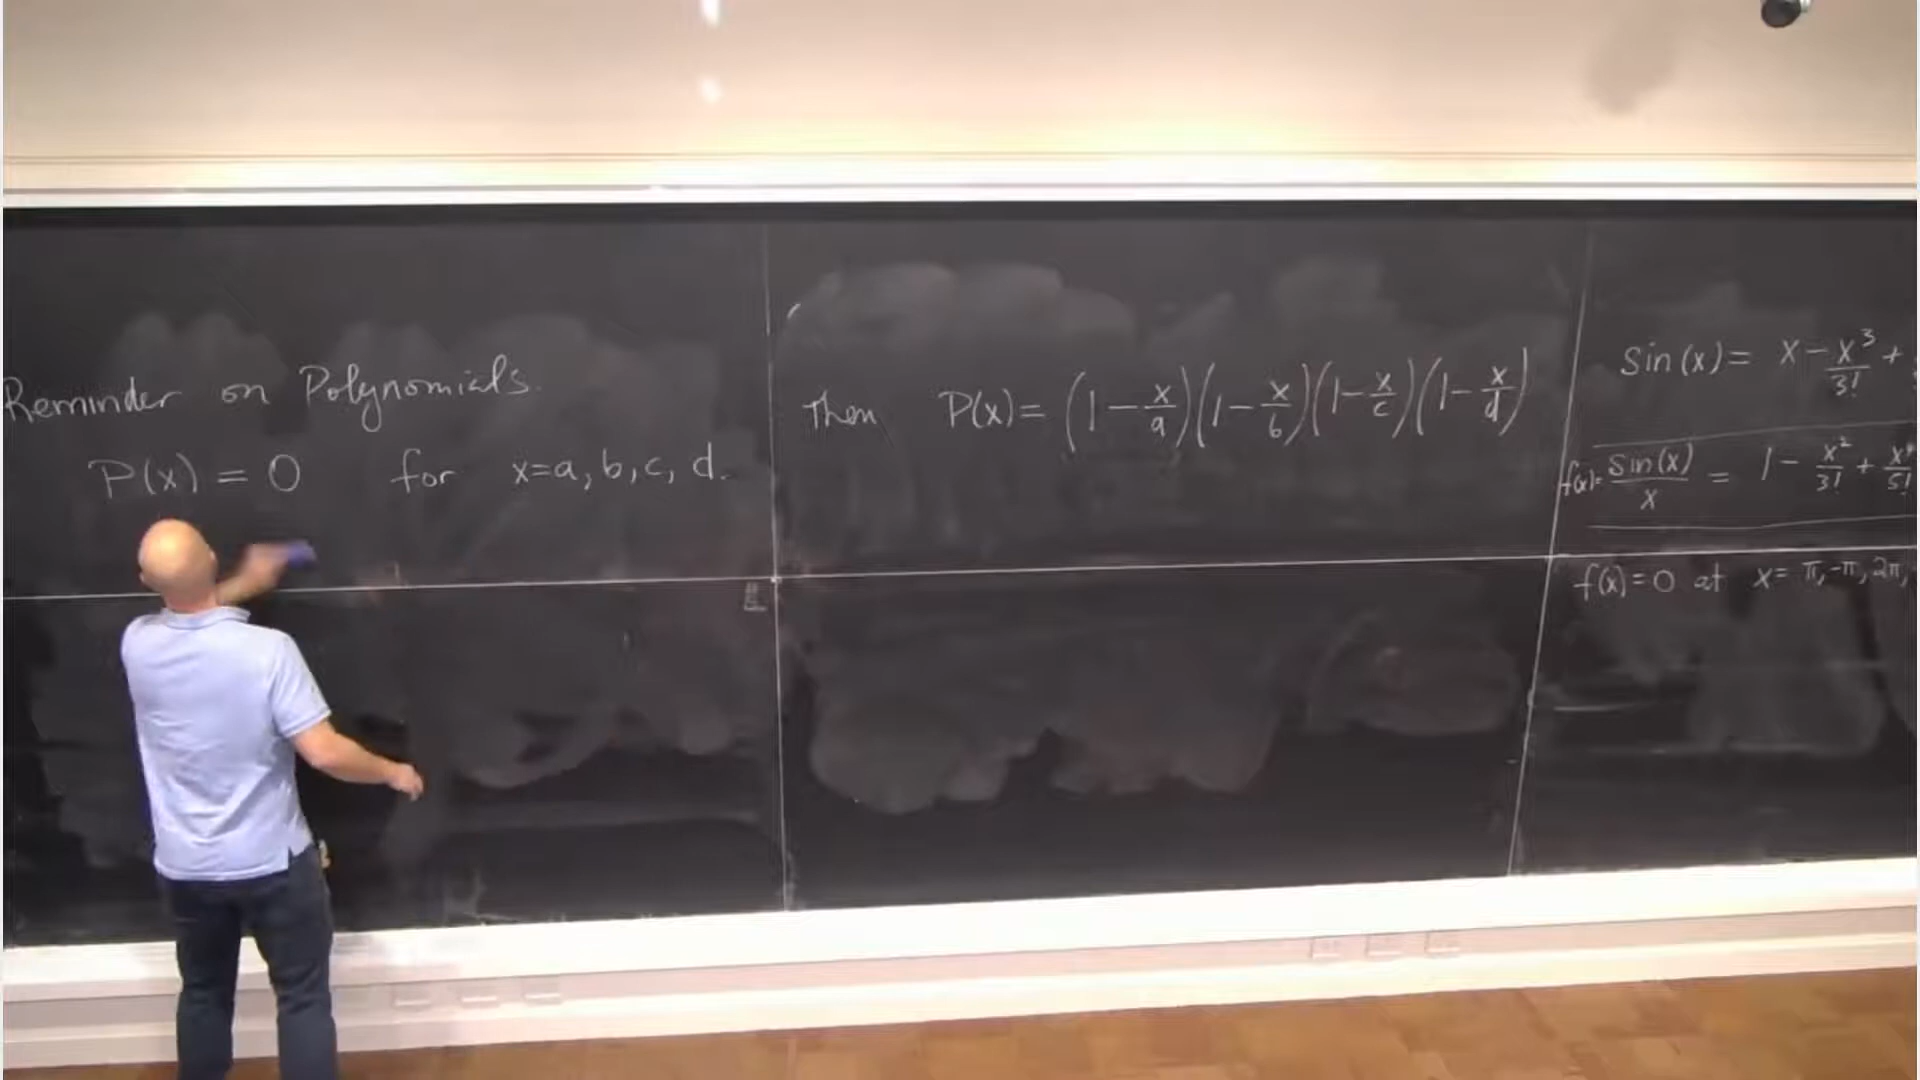 Reminder on Polynomials.
P(x) = 0 for x=a, b, c, d.
Then P(x)= (1 - x/a)(1 - x/b)(1 - x/c)(1 - x/d)
Sin(x) = x - x³/3! +
f(x)= Sin(x)/x = 1 - x²/3! + x⁴/5!
f(x) = 0 at x= π, -π, 2π,